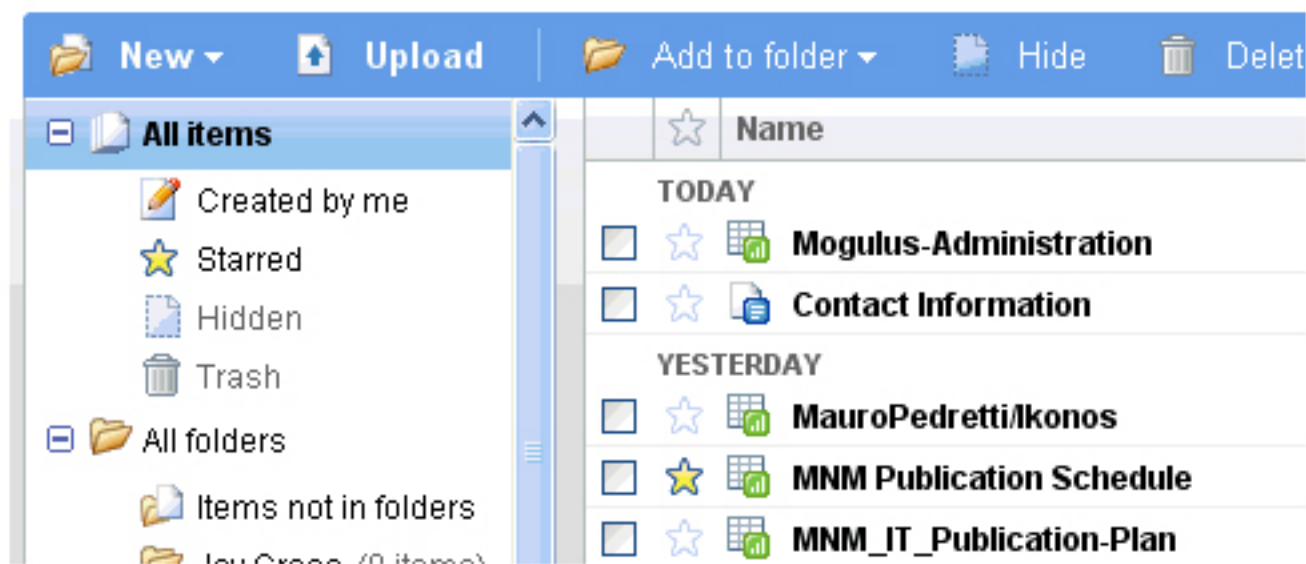 New Upload Add to folder Hide Delet
All items
Created by me
Starred
Hidden
Trash
All folders
Items not in folders
Name
TODAY
Mogulus-Administration
Contact Information
YESTERDAY
MauroPedretti/Ikonos
MNM Publication Schedule
MNM_IT_Publication-Plan